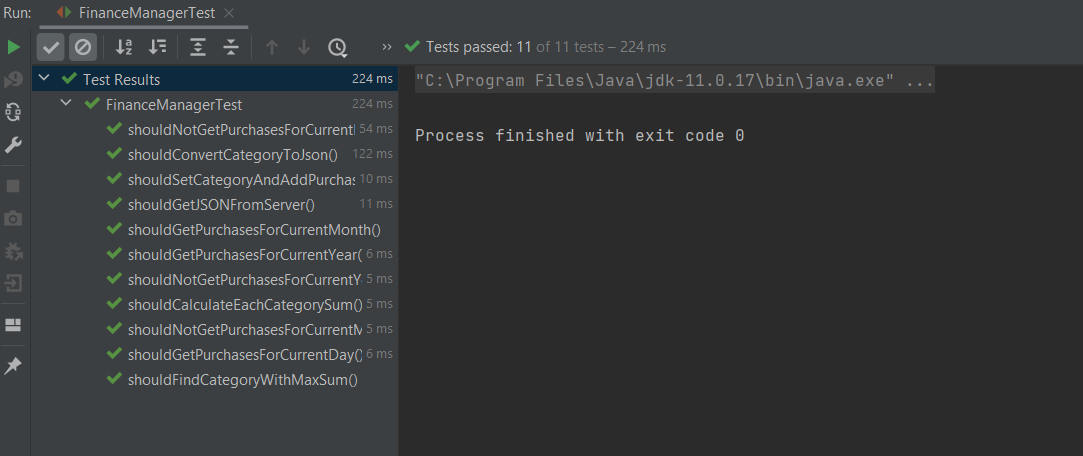 Run: FinanceManagerTest
Tests passed: 11 of 11 tests – 224 ms
Test Results 224 ms
FinanceManagerTest 224 ms
shouldNotGetPurchasesForCurrent 54 ms
shouldConvertCategoryToJson() 122 ms
shouldSetCategoryAndAddPurchas 10 ms
shouldGetJSONFromServer() 11 ms
shouldGetPurchasesForCurrentMonth()
shouldGetPurchasesForCurrentYear( 6 ms
shouldNotGetPurchasesForCurrentY 5 ms
shouldCalculateEachCategorySum() 5 ms
shouldNotGetPurchasesForCurrentM 5 ms
shouldGetPurchasesForCurrentDay() 6 ms
shouldFindCategoryWithMaxSum()
"C:\Program Files\Java\jdk-11.0.17\bin\java.exe" ...
Process finished with exit code 0